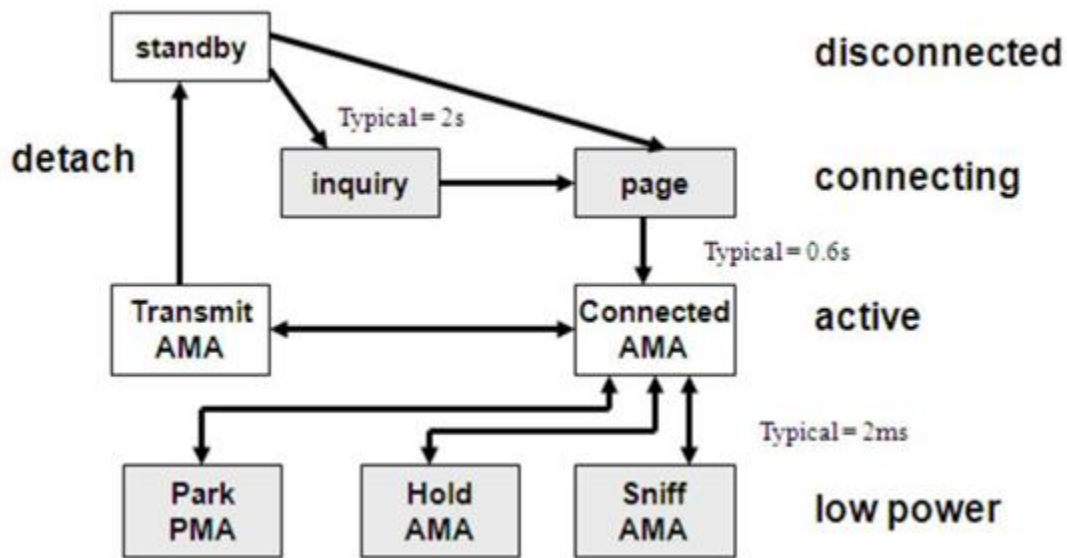 standby
disconnected
Typical = 2s
detach
inquiry
page
connecting
Typical = 0.6s
Transmit
AMA
Connected
AMA
active
Typical = 2ms
Park
PMA
Hold
AMA
Sniff
AMA
low power